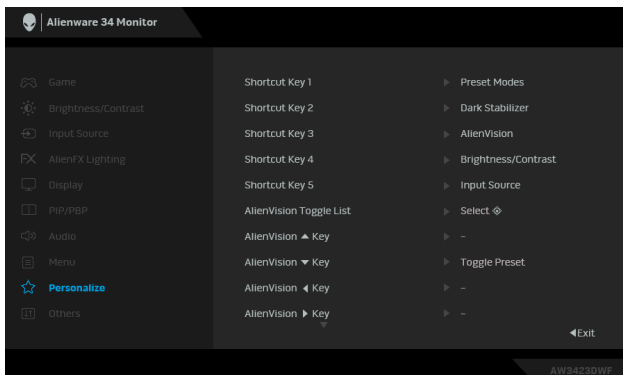 Alienware 34 Monitor
Game
Brightness/Contrast
Input Source
AlienFX Lighting
Display
PIP/PBP
Audio
Menu
Personalize
Others
Shortcut Key 1 ▶ Preset Modes
Shortcut Key 2 ▶ Dark Stabilizer
Shortcut Key 3 ▶ AlienVision
Shortcut Key 4 ▶ Brightness/Contrast
Shortcut Key 5 ▶ Input Source
AlienVision Toggle List ▶ Select
AlienVision ▲ Key ▶ –
AlienVision ▼ Key ▶ Toggle Preset
AlienVision ◀ Key ▶ –
AlienVision ▶ Key ▶ –
◀Exit
AW3423DWF